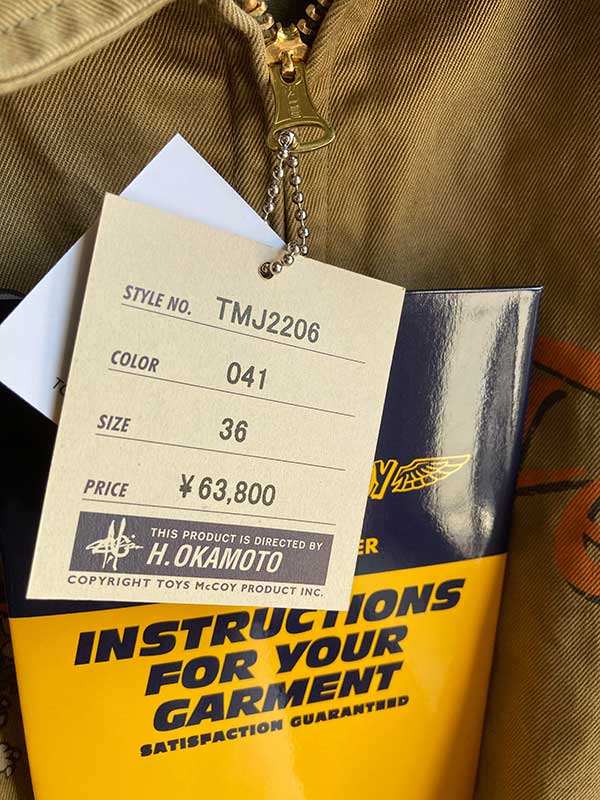 STYLE NO. TMJ2206
COLOR 041
SIZE 36
PRICE ¥63,800
THIS PRODUCT IS DIRECTED BY
H. OKAMOTO
COPYRIGHT TOYS McCOY PRODUCT INC.
INSTRUCTIONS
FOR YOUR
GARMENT
SATISFACTION GUARANTEED